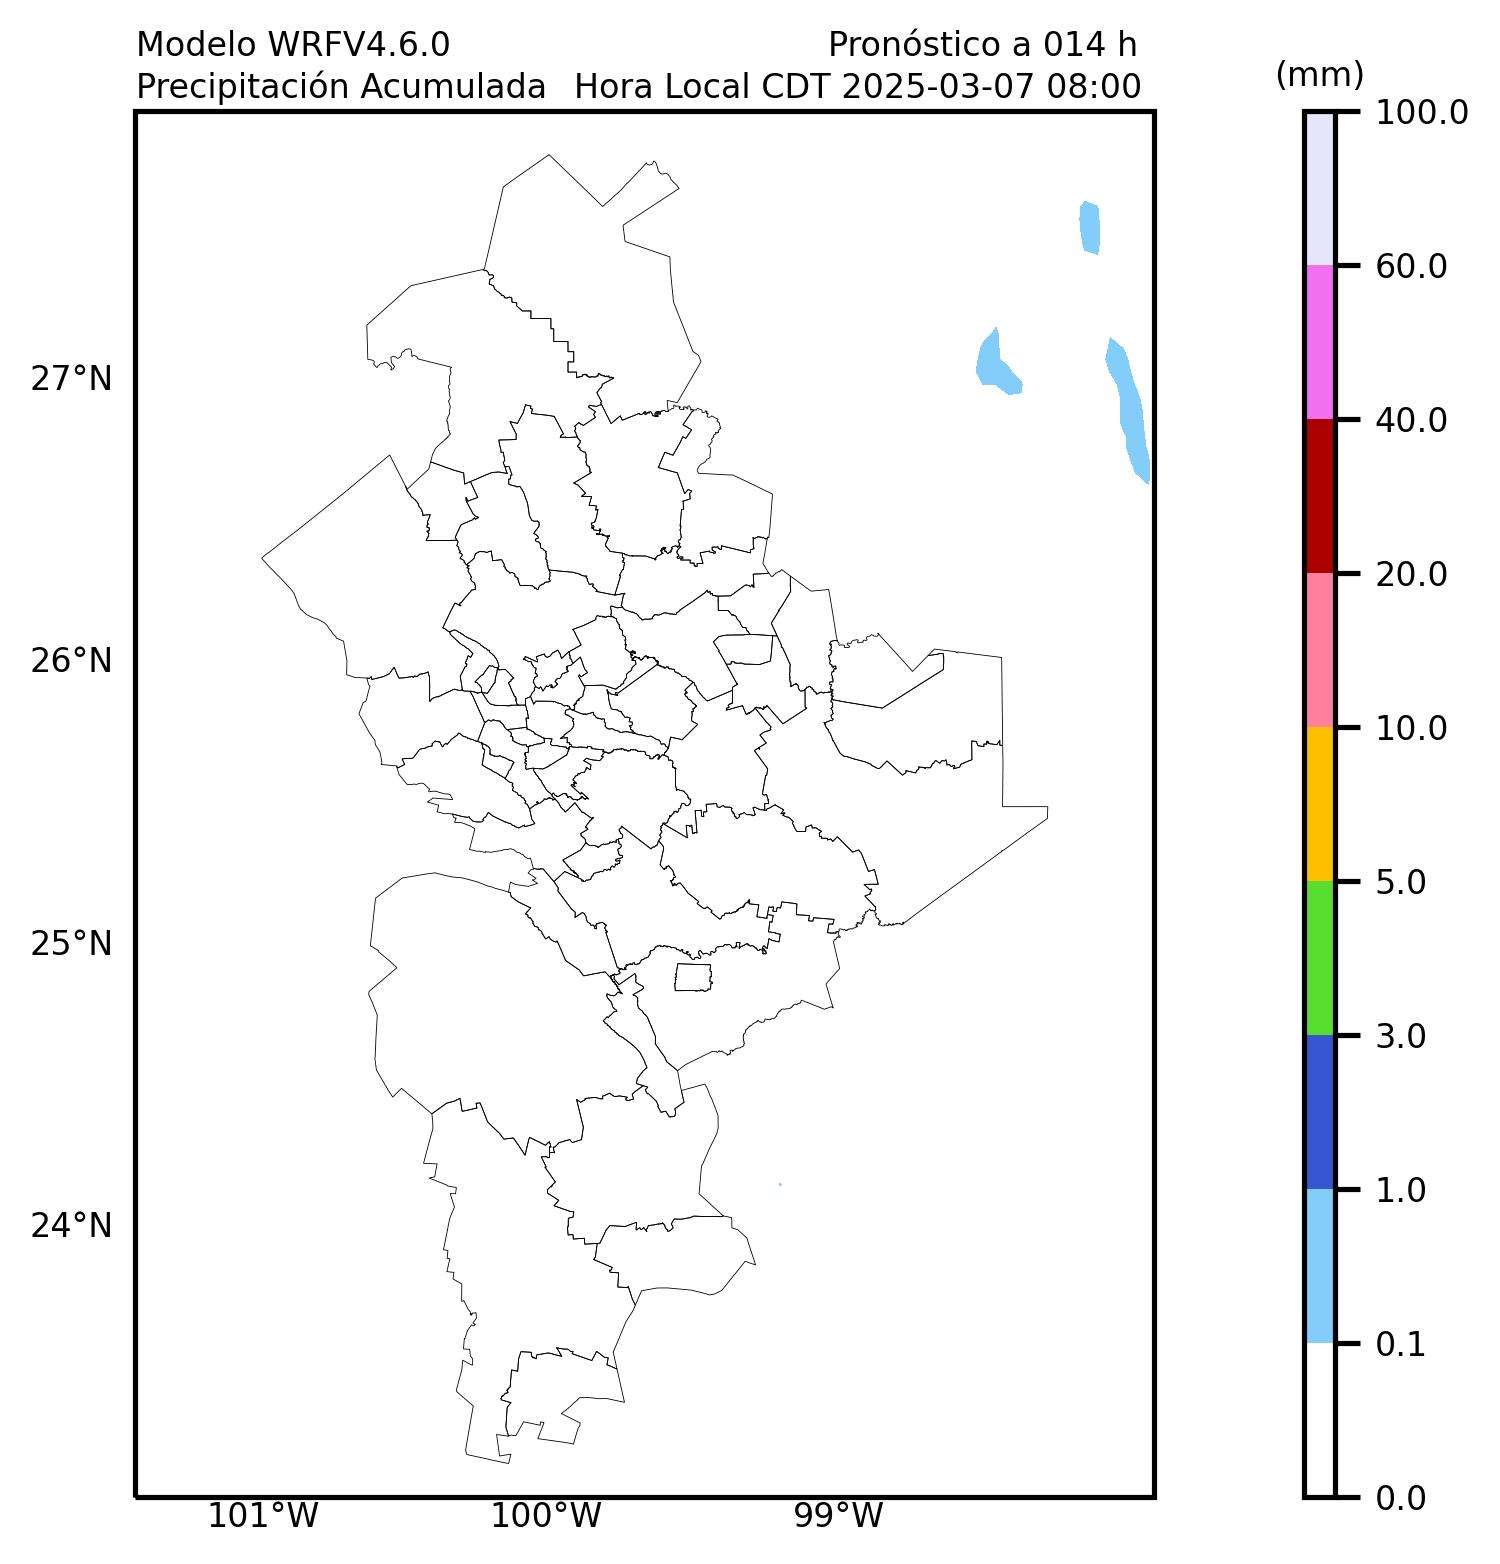 Modelo WRFV4.6.0 Pronóstico a 014 h
Precipitación Acumulada Hora Local CDT 2025-03-07 08:00
(mm)
100.0
60.0
40.0
20.0
10.0
5.0
3.0
1.0
0.1
0.0
27°N
26°N
25°N
24°N
101°W 100°W 99°W